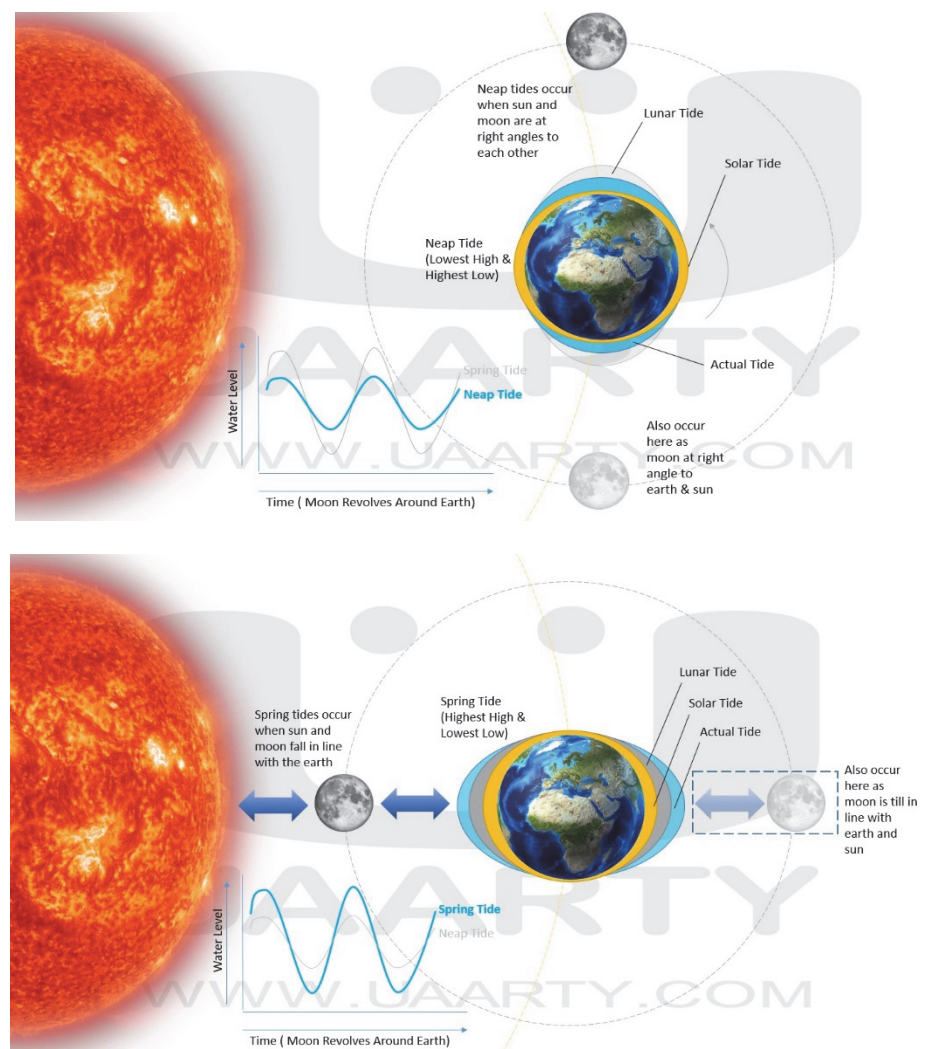 Neap tides occur
when sun and
moon are at
right angles to
each other
Lunar Tide
Solar Tide
Neap Tide
(Lowest High &
Highest Low)
Actual Tide
UAARTY
Spring Tide
Neap Tide
Water Level
Also occur
here as
moon at right
angle to
earth & sun
WWW.UAARTY.COM
Time ( Moon Revolves Around Earth)
Lunar Tide
Spring Tide
(Highest High &
Lowest Low)
Solar Tide
Actual Tide
Spring tides occur
when sun and
moon fall in line
with the earth
Also occur
here as
moon is till in
line with
earth and
sun
UAARTY
Spring Tide
Neap Tide
Water Level
WWW.UAARTY.COM
Time ( Moon Revolves Around Earth)